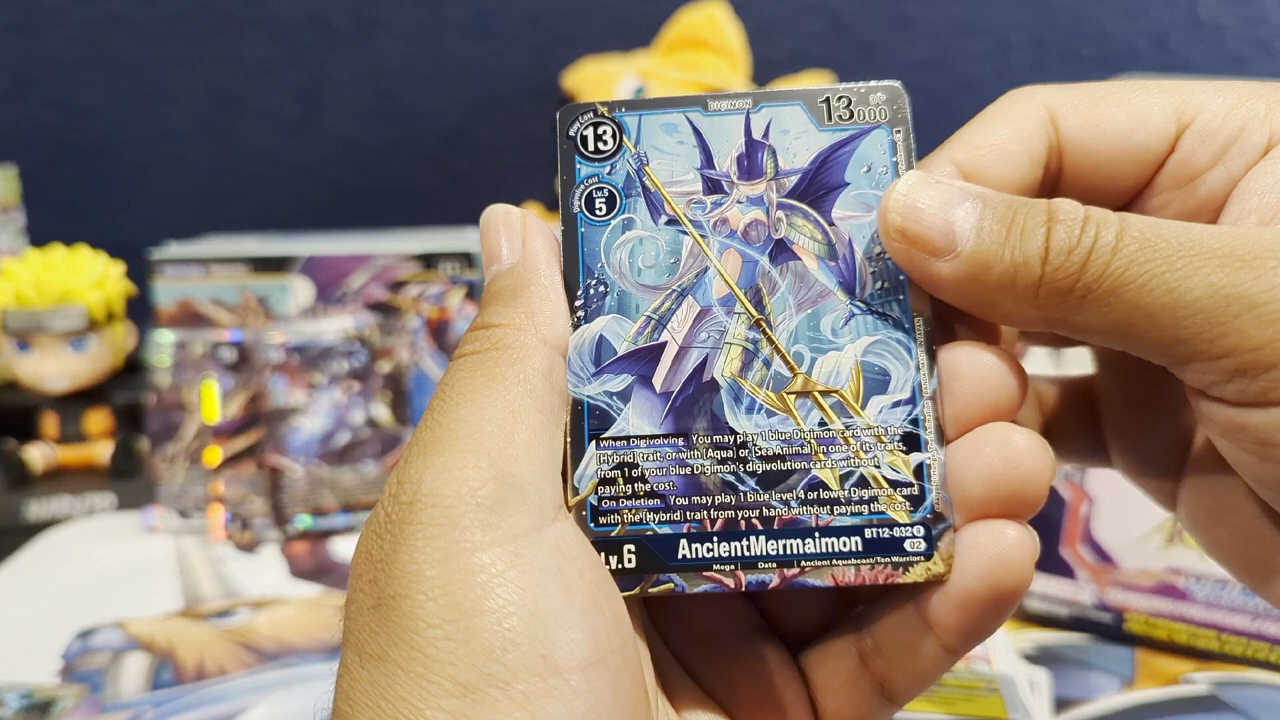 DIGIMON
DP
13000
Play Cost
13
Digivolve Cost
Lv.5
5
When Digivolving You may play 1 blue Digimon card with the
[Hybrid] trait, or with [Aqua] or [Sea Animal] in one of its traits,
from 1 of your blue Digimon's digivolution cards without
paying the cost.
On Deletion You may play 1 blue level 4 or lower Digimon card
with the [Hybrid] trait from your hand without paying the cost.
BT12-032 R
Lv.6
AncientMermaimon
02
Mega | Data | Ancient Aquabeast/Ten Warriors